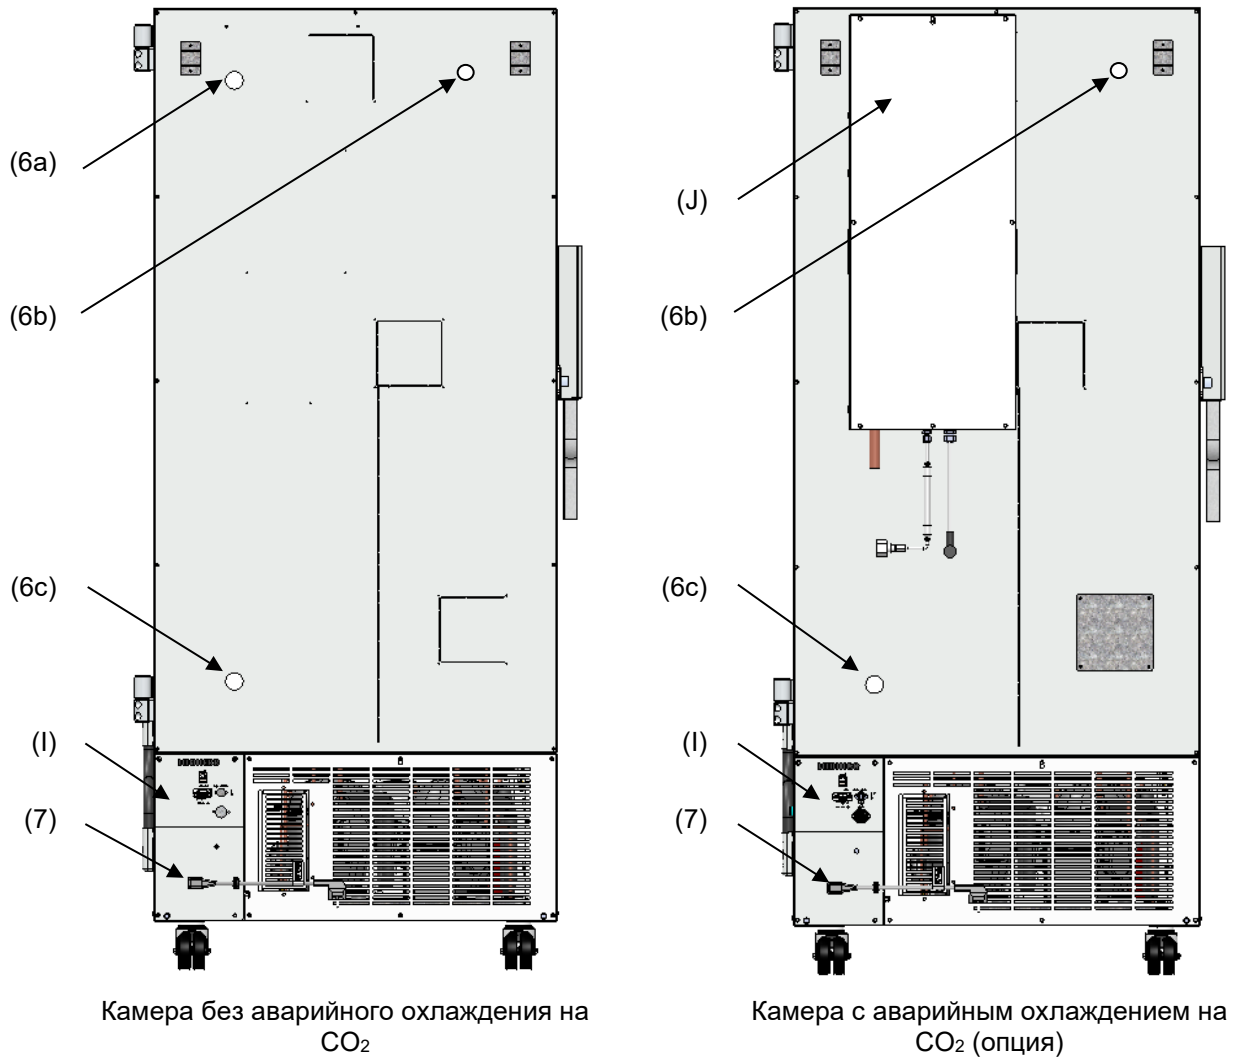 (6a)
(6b)
(6c)
(I)
(7)
(J)
(6b)
(6c)
(I)
(7)
Камера без аварийного охлаждения на
CO2
Камера с аварийным охлаждением на
CO2 (опция)